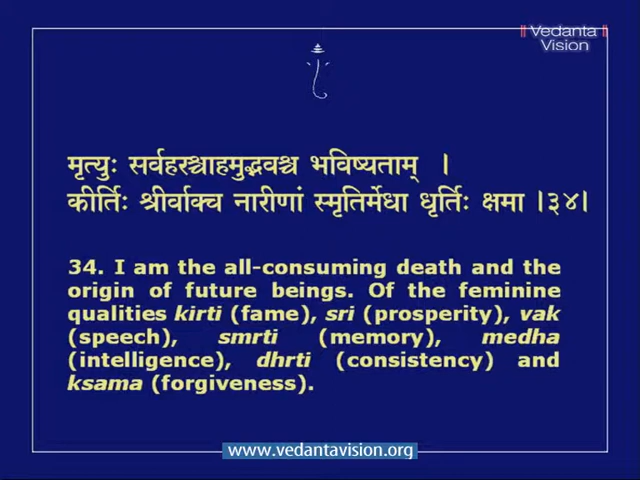 Vedanta
Vision
मृत्युः सर्वहरश्चाहमुद्भवश्च भविष्यताम् ।
कीर्तिः श्रीर्वाक्च नारीणां स्मृतिर्मेधा धृर्तिः क्षमा ।३४।
34. I am the all-consuming death and the
origin of future beings. Of the feminine
qualities kirti (fame), sri (prosperity), vak
(speech), smrti (memory), medha
(intelligence), dhrti (consistency) and
ksama (forgiveness).
www.vedantavision.org